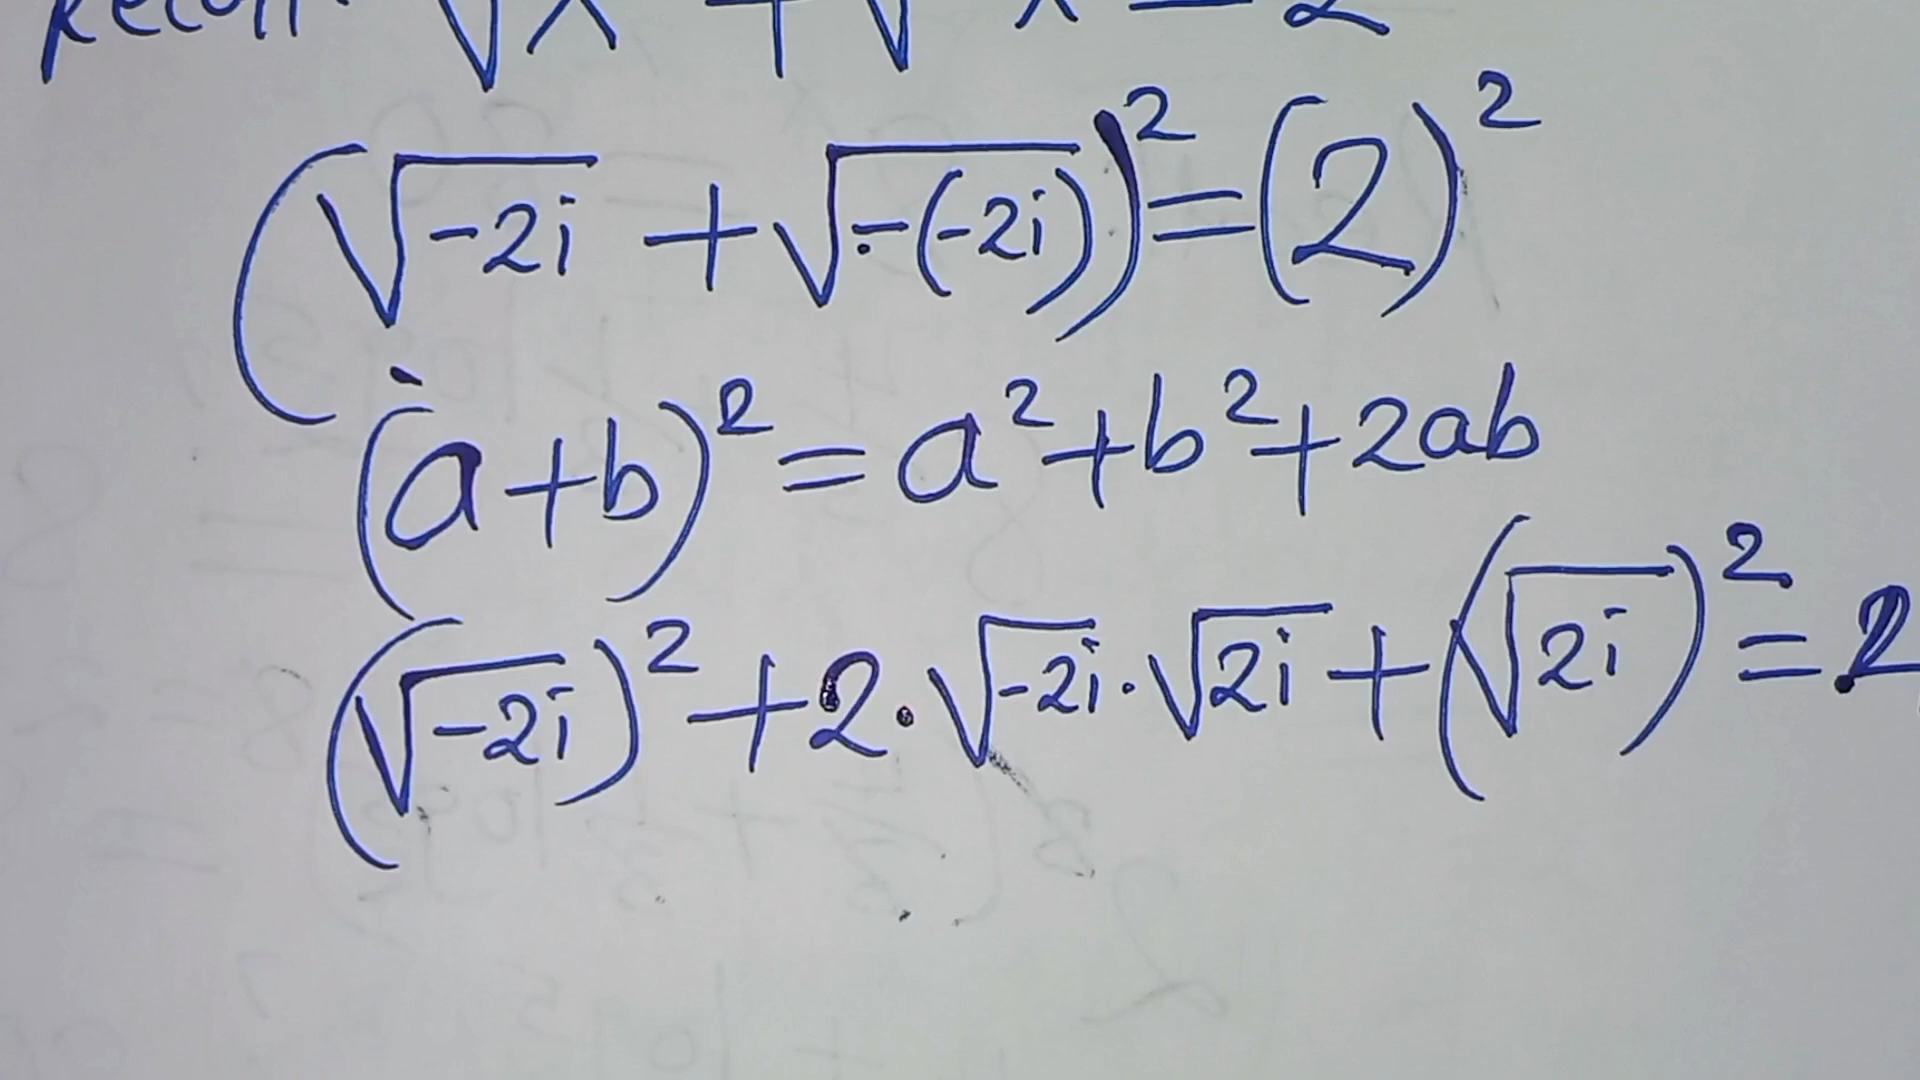 Recall: √x + √-x = 2
(√-2i + √-(-2i))² = (2)²
(a+b)² = a²+b²+2ab
(√-2i)² + 2·√-2i·√2i + (√2i)² = 2